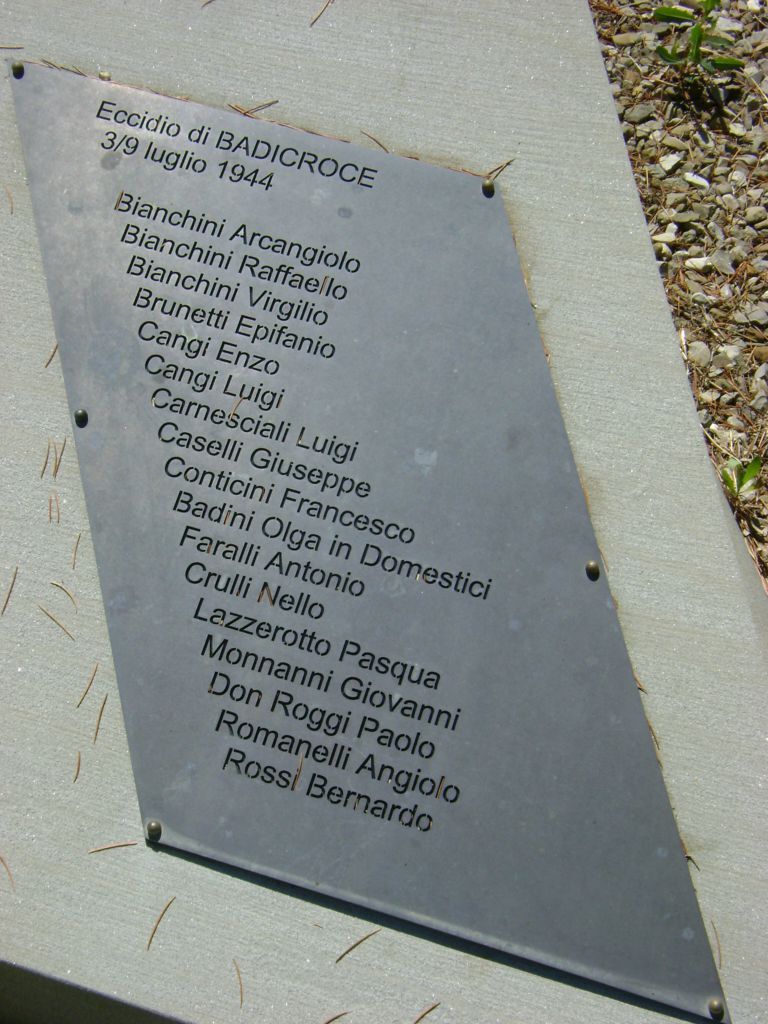 Eccidio di BADICROCE
3/9 luglio 1944
Bianchini Arcangiolo
Bianchini Raffaello
Bianchini Virgilio
Brunetti Epifanio
Cangi Enzo
Cangi Luigi
Carnesciali Luigi
Caselli Giuseppe
Conticini Francesco
Badini Olga in Domestici
Faralli Antonio
Crulli Nello
Lazzerotto Pasqua
Monnanni Giovanni
Don Roggi Paolo
Romanelli Angiolo
Rossi Bernardo